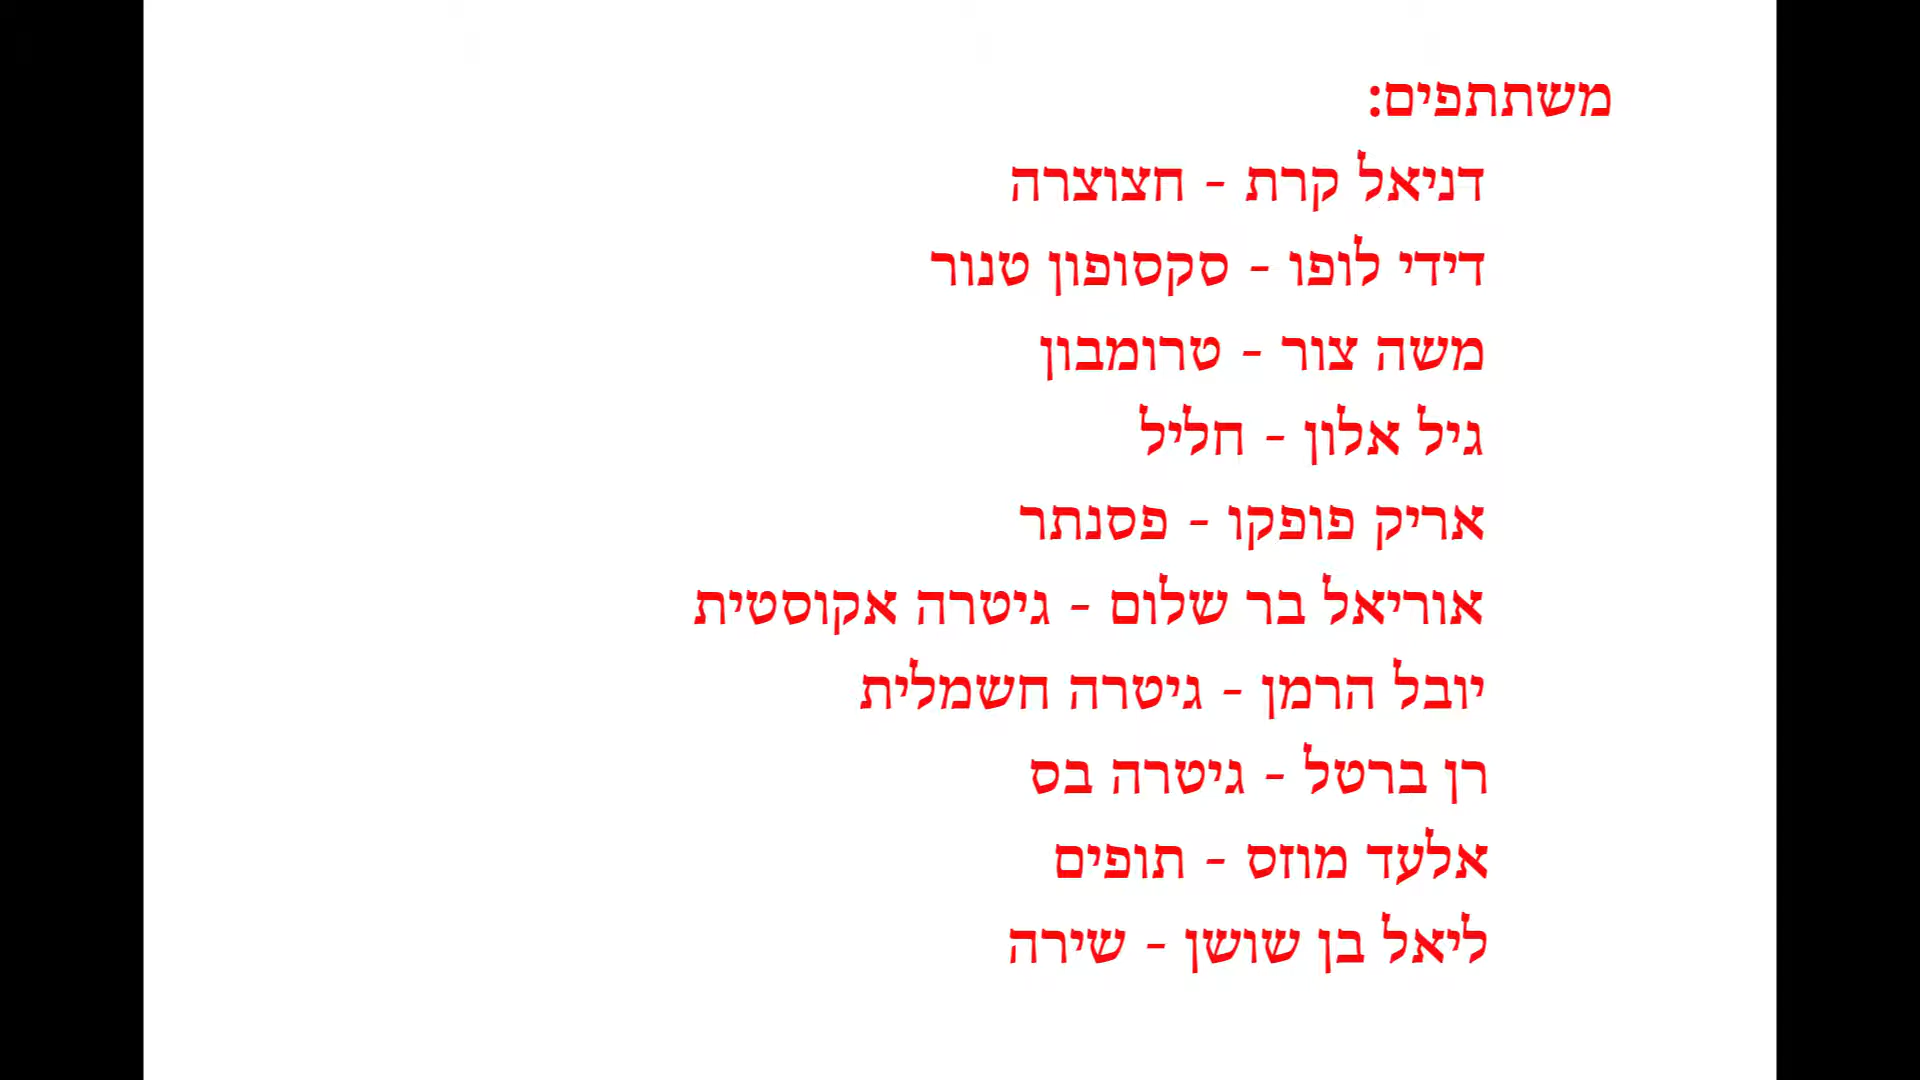 משתתפים:
דניאל קרת - חצוצרה
דידי לופו - סקסופון טנור
משה צור - טרומבון
גיל אלון - חליל
אריק פופקו - פסנתר
אוריאל בר שלום - גיטרה אקוסטית
יובל הרמן - גיטרה חשמלית
רן ברטל - גיטרה בס
אלעד מוזס - תופים
ליאל בן שושן - שירה